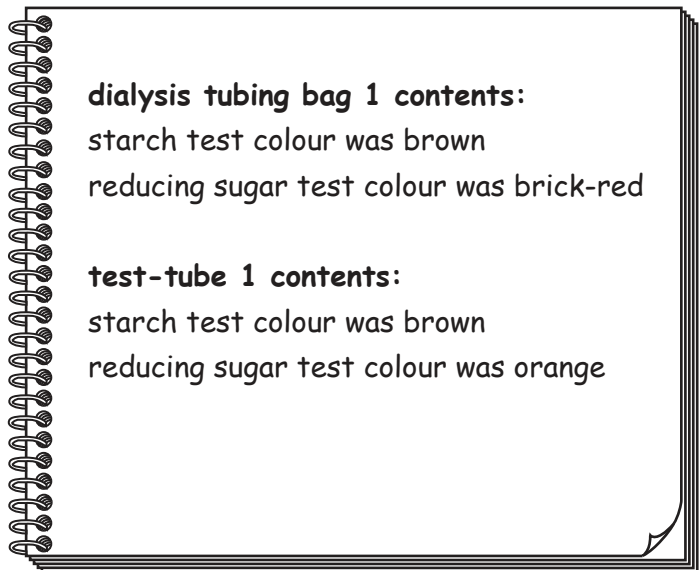 dialysis tubing bag 1 contents:
starch test colour was brown
reducing sugar test colour was brick-red
test-tube 1 contents:
starch test colour was brown
reducing sugar test colour was orange